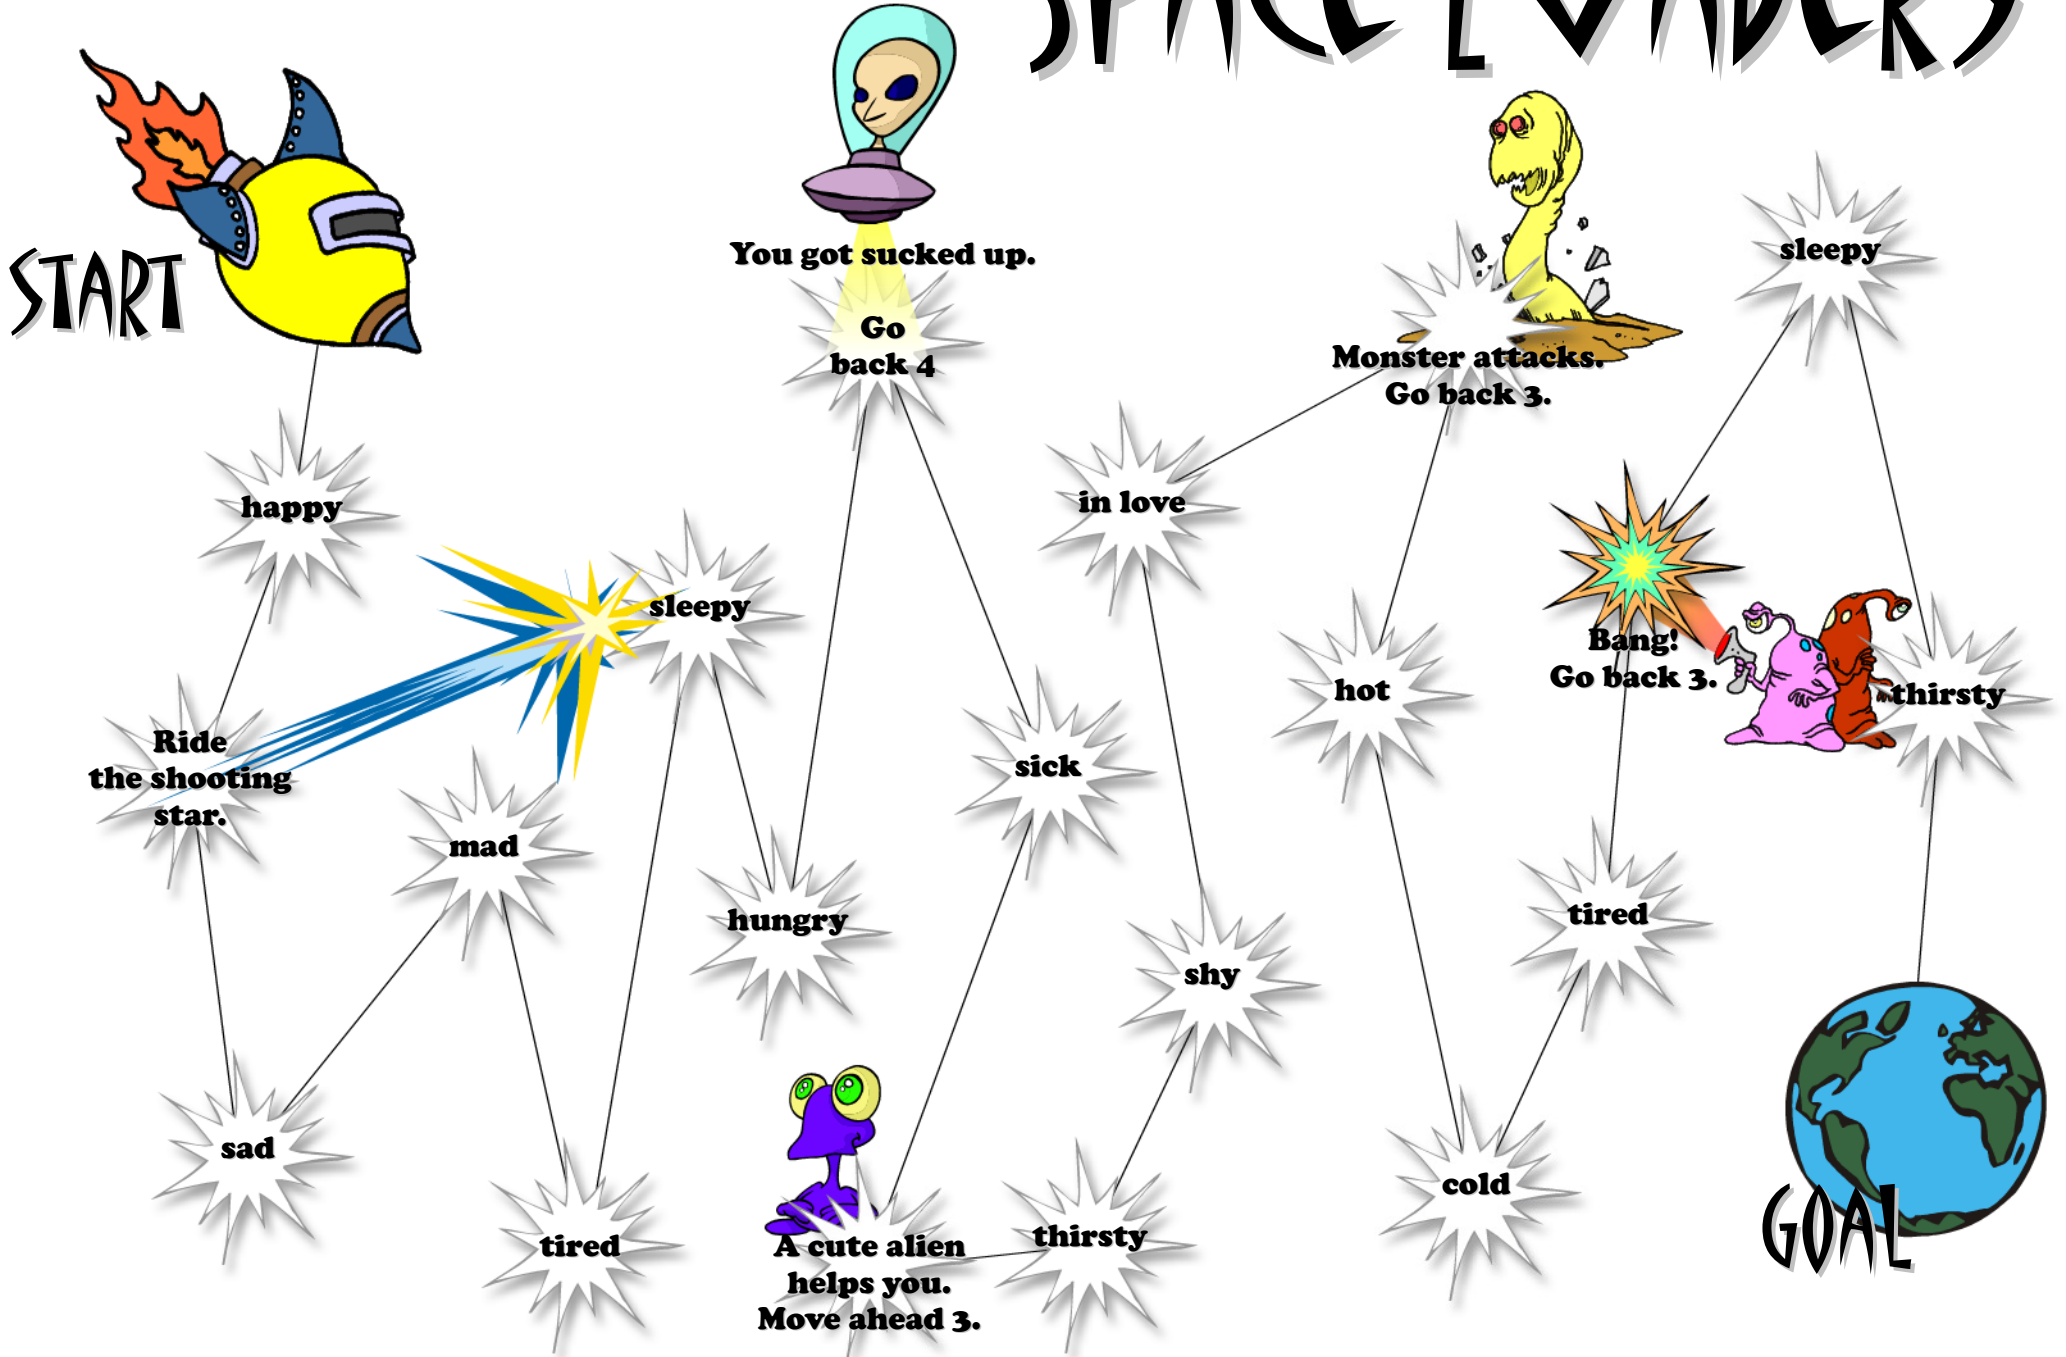 SPACE
START
You got sucked up.
Go
back 4
Monster attacks.
Go back 3.
sleepy
happy
in love
sleepy
Bang!
Go back 3.
hot
thirsty
Ride
the shooting
star.
sick
mad
hungry
tired
shy
sad
cold
tired
A cute alien
helps you.
Move ahead 3.
thirsty
GOAL